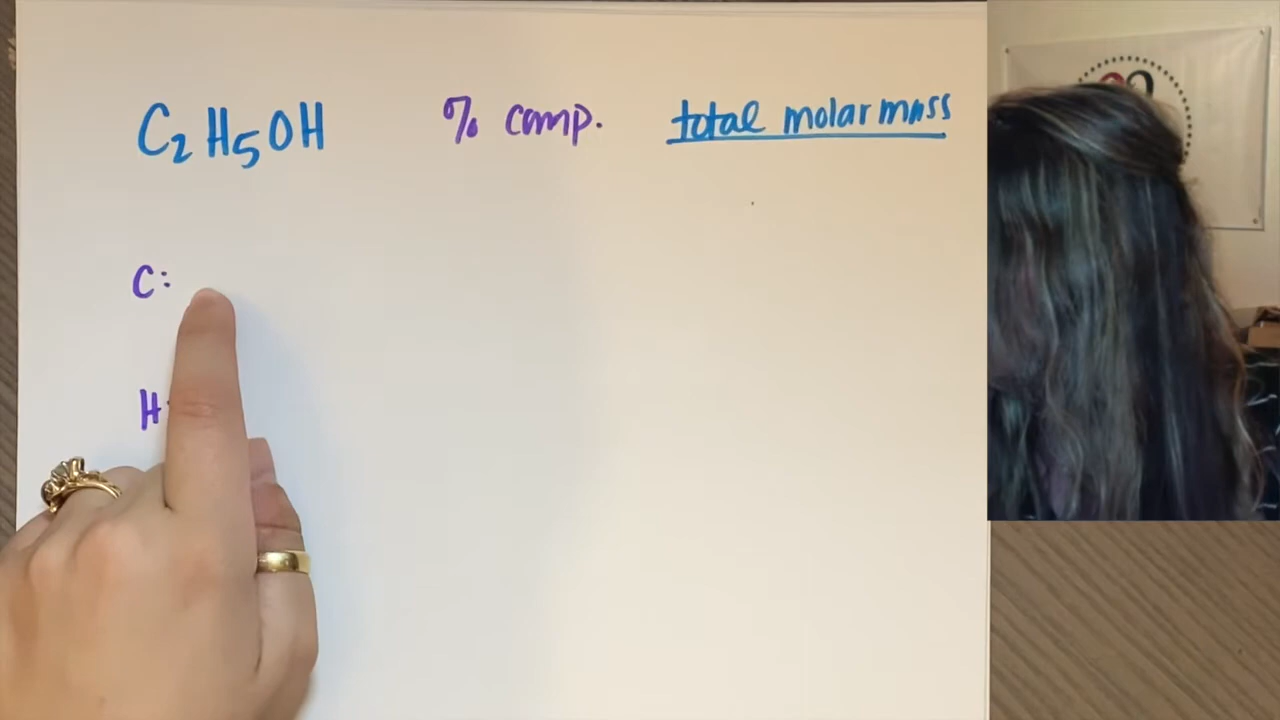 C₂H₅OH % comp. total molar mass
C:
H: